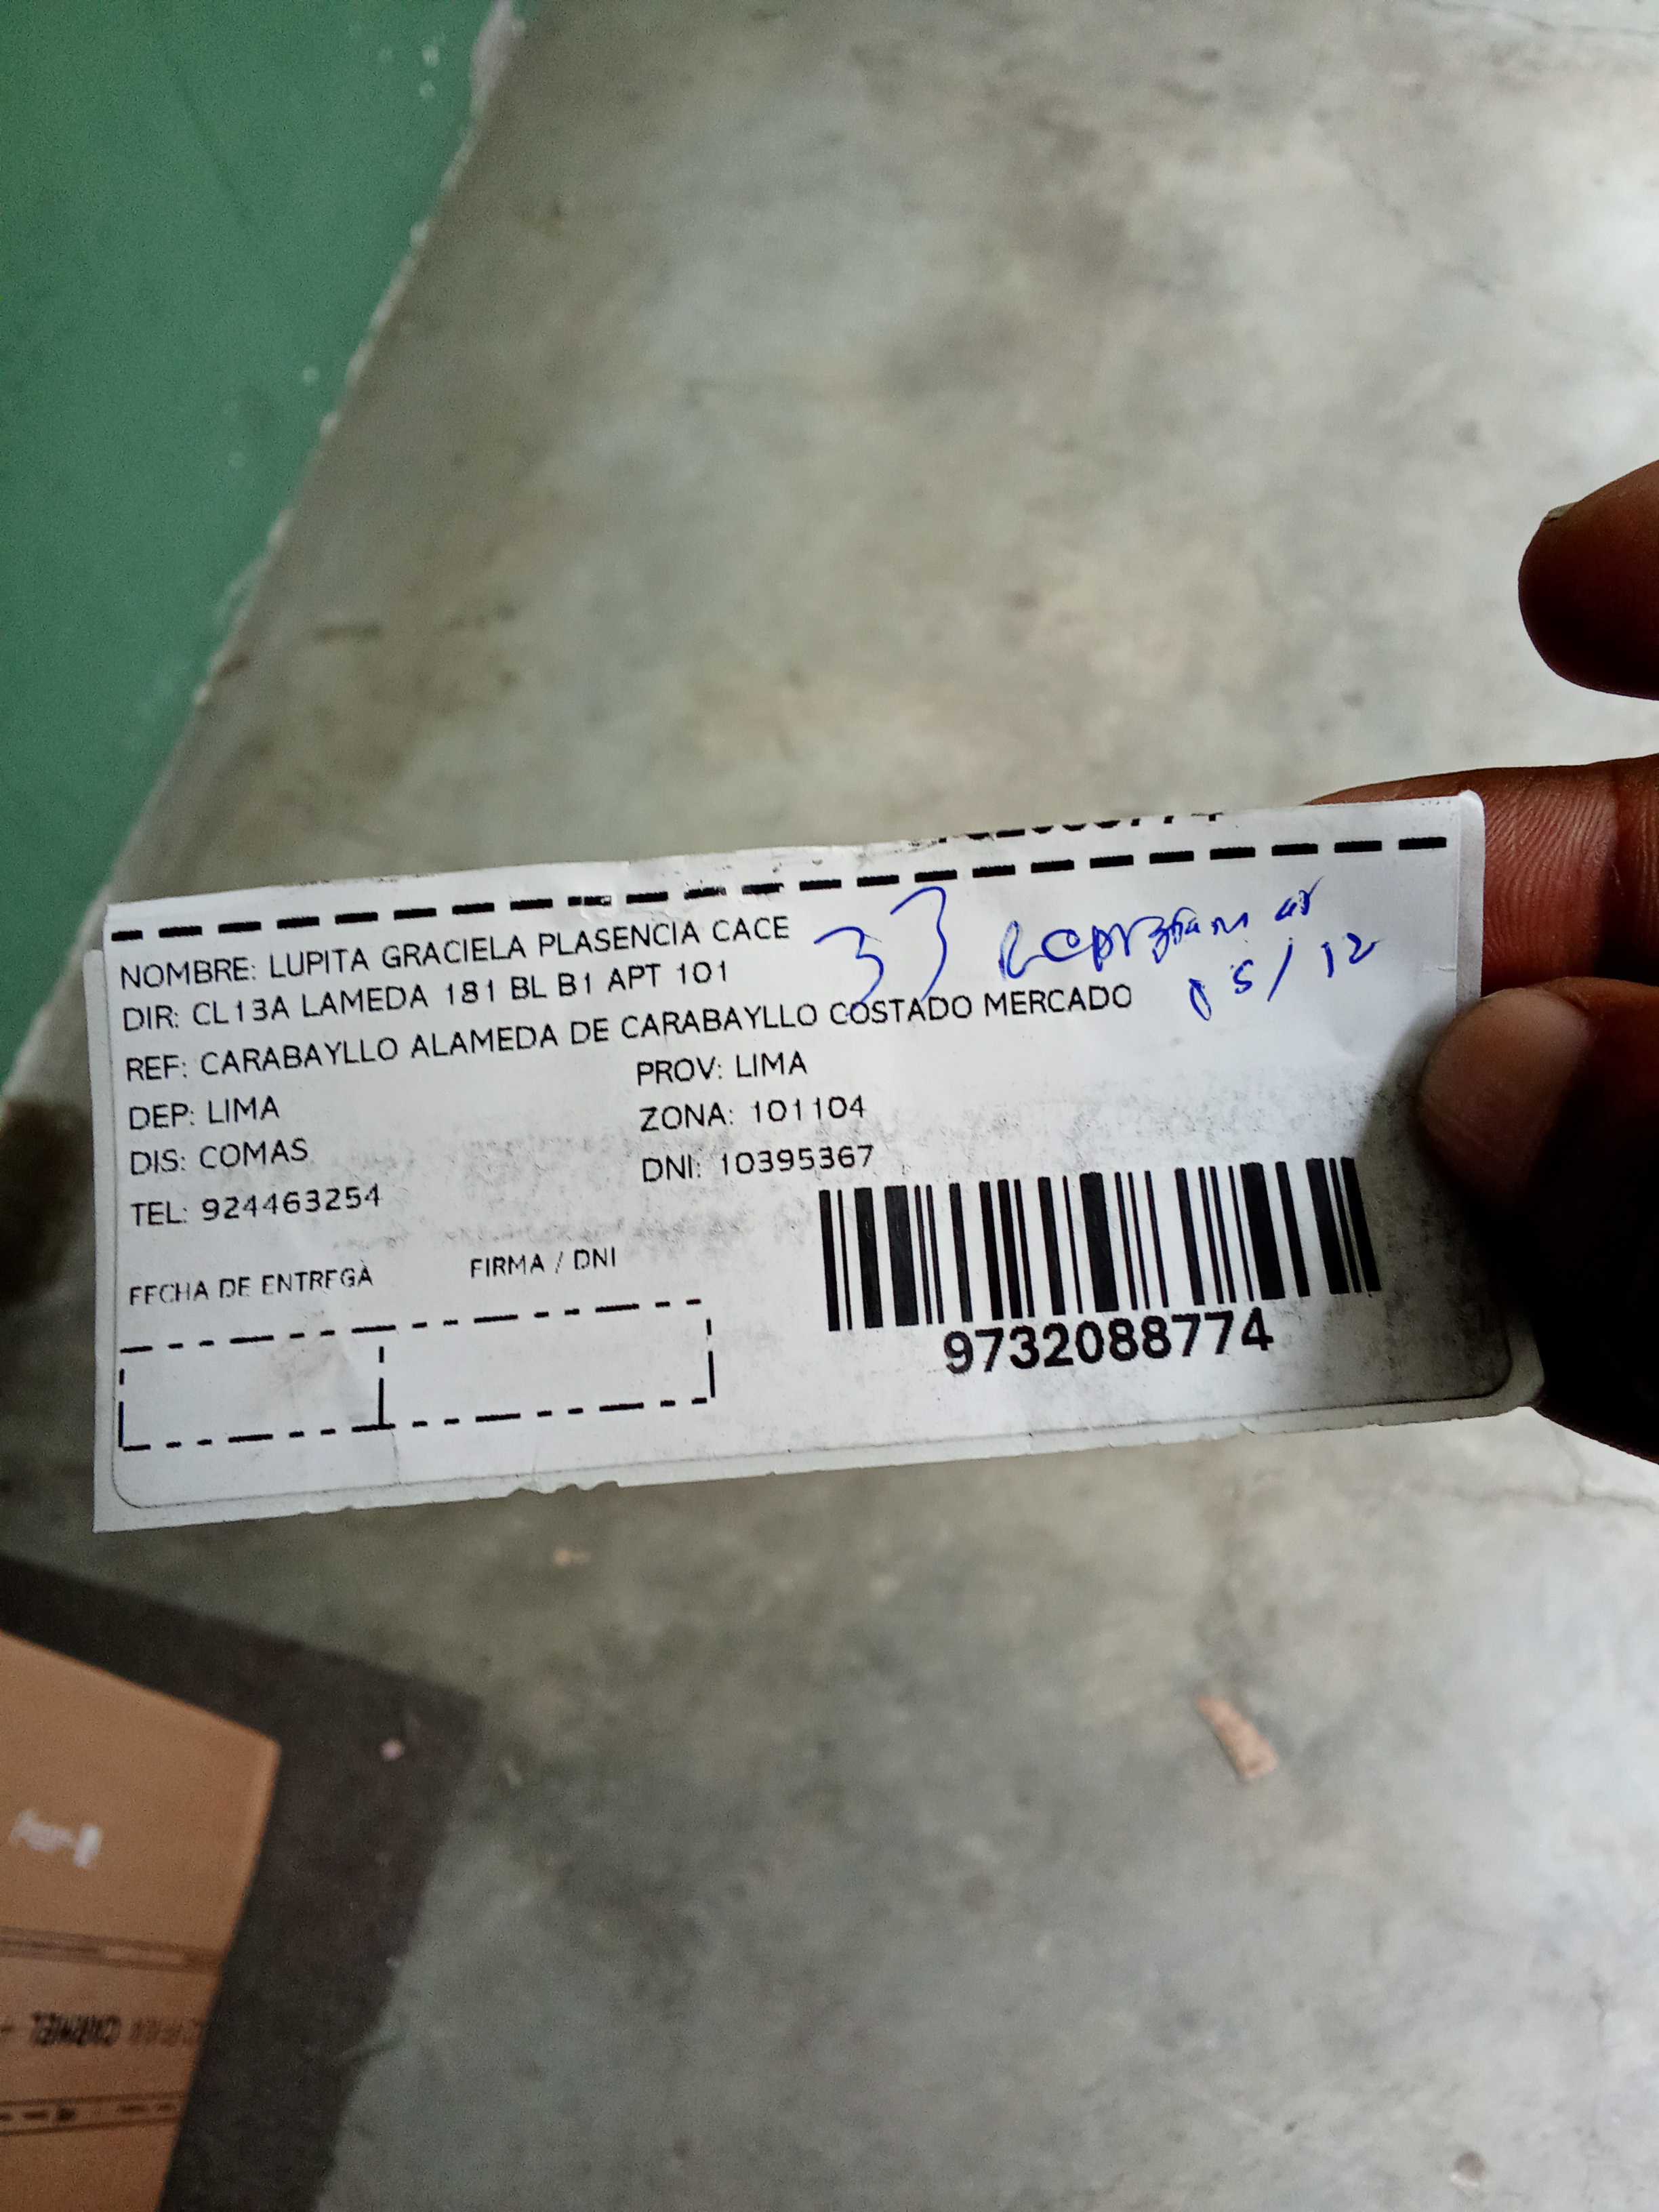 NOMBRE: LUPITA GRACIELA PLASENCIA CACE
33 Reprogramar
05/12
DIR: CL13A LAMEDA 181 BL B1 APT 101
REF: CARABAYLLO ALAMEDA DE CARABAYLLO COSTADO MERCADO
DEP: LIMA PROV: LIMA
DIS: COMAS ZONA: 101104
TEL: 924463254 DNI: 10395367
FECHA DE ENTREGA FIRMA / DNI
9732088774